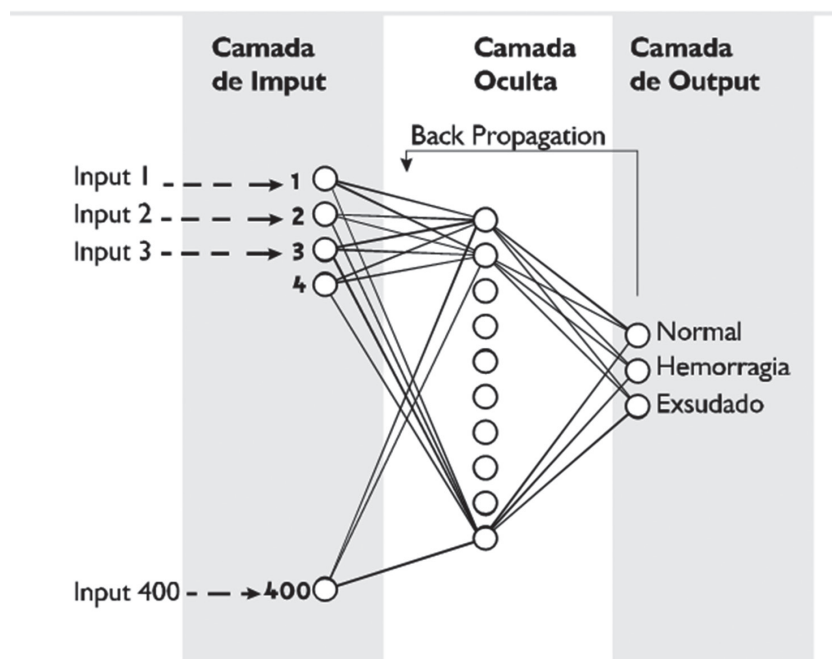 Camada
de Imput
Camada
Oculta
Camada
de Output
Back Propagation
Input 1
1
Input 2
2
Input 3
3
4
Normal
Hemorragia
Exsudado
Input 400
400